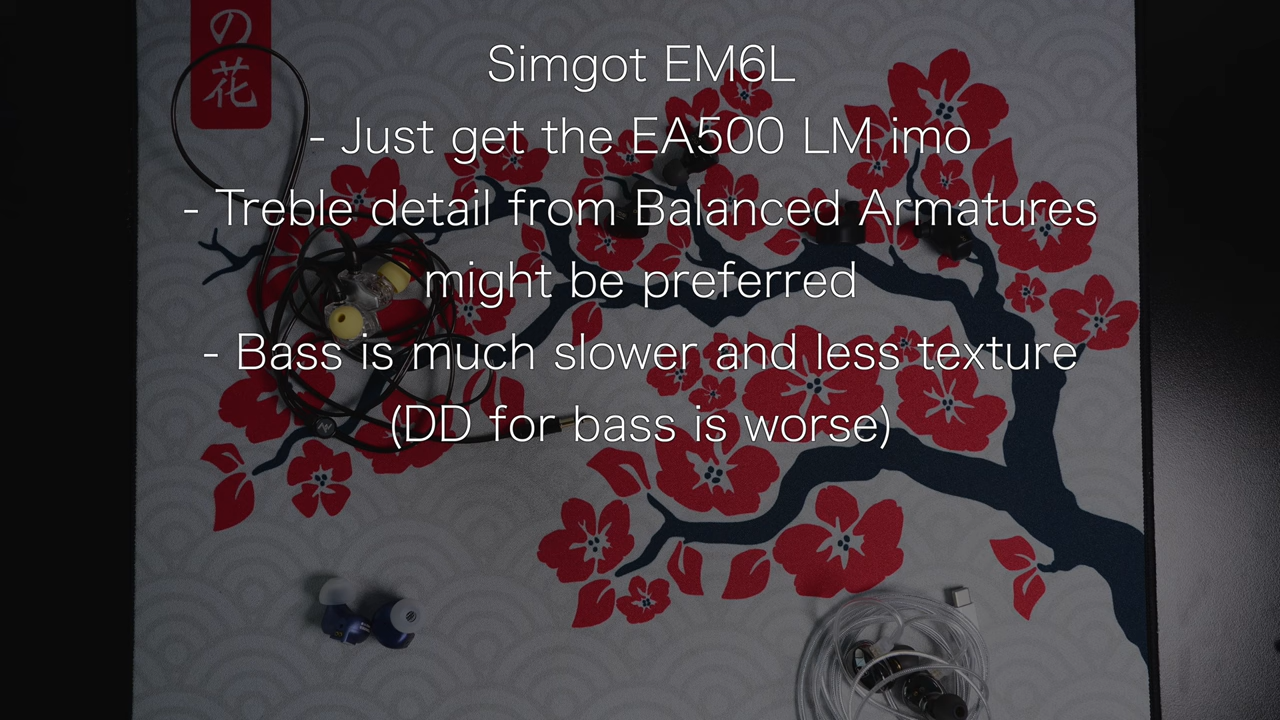 の
花
Simgot EM6L
- Just get the EA500 LM imo
- Treble detail from Balanced Armatures
might be preferred
- Bass is much slower and less texture
(DD for bass is worse)